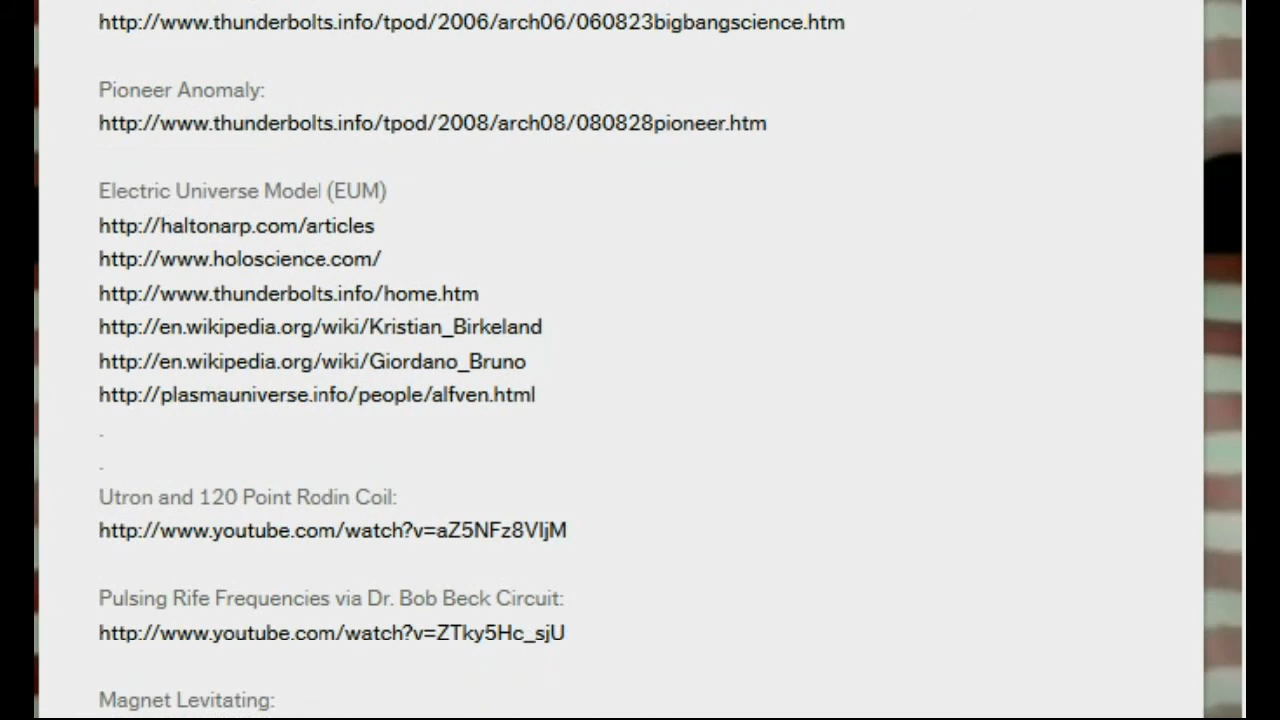 http://www.thunderbolts.info/tpod/2006/arch06/060823bigbangscience.htm
Pioneer Anomaly:
http://www.thunderbolts.info/tpod/2008/arch08/080828pioneer.htm
Electric Universe Model (EUM)
http://haltonarp.com/articles
http://www.holoscience.com/
http://www.thunderbolts.info/home.htm
http://en.wikipedia.org/wiki/Kristian_Birkeland
http://en.wikipedia.org/wiki/Giordano_Bruno
http://plasmauniverse.info/people/alfven.html
.
.
Utron and 120 Point Rodin Coil:
http://www.youtube.com/watch?v=aZ5NFz8VIjM
Pulsing Rife Frequencies via Dr. Bob Beck Circuit:
http://www.youtube.com/watch?v=ZTky5Hc_sjU
Magnet Levitating: